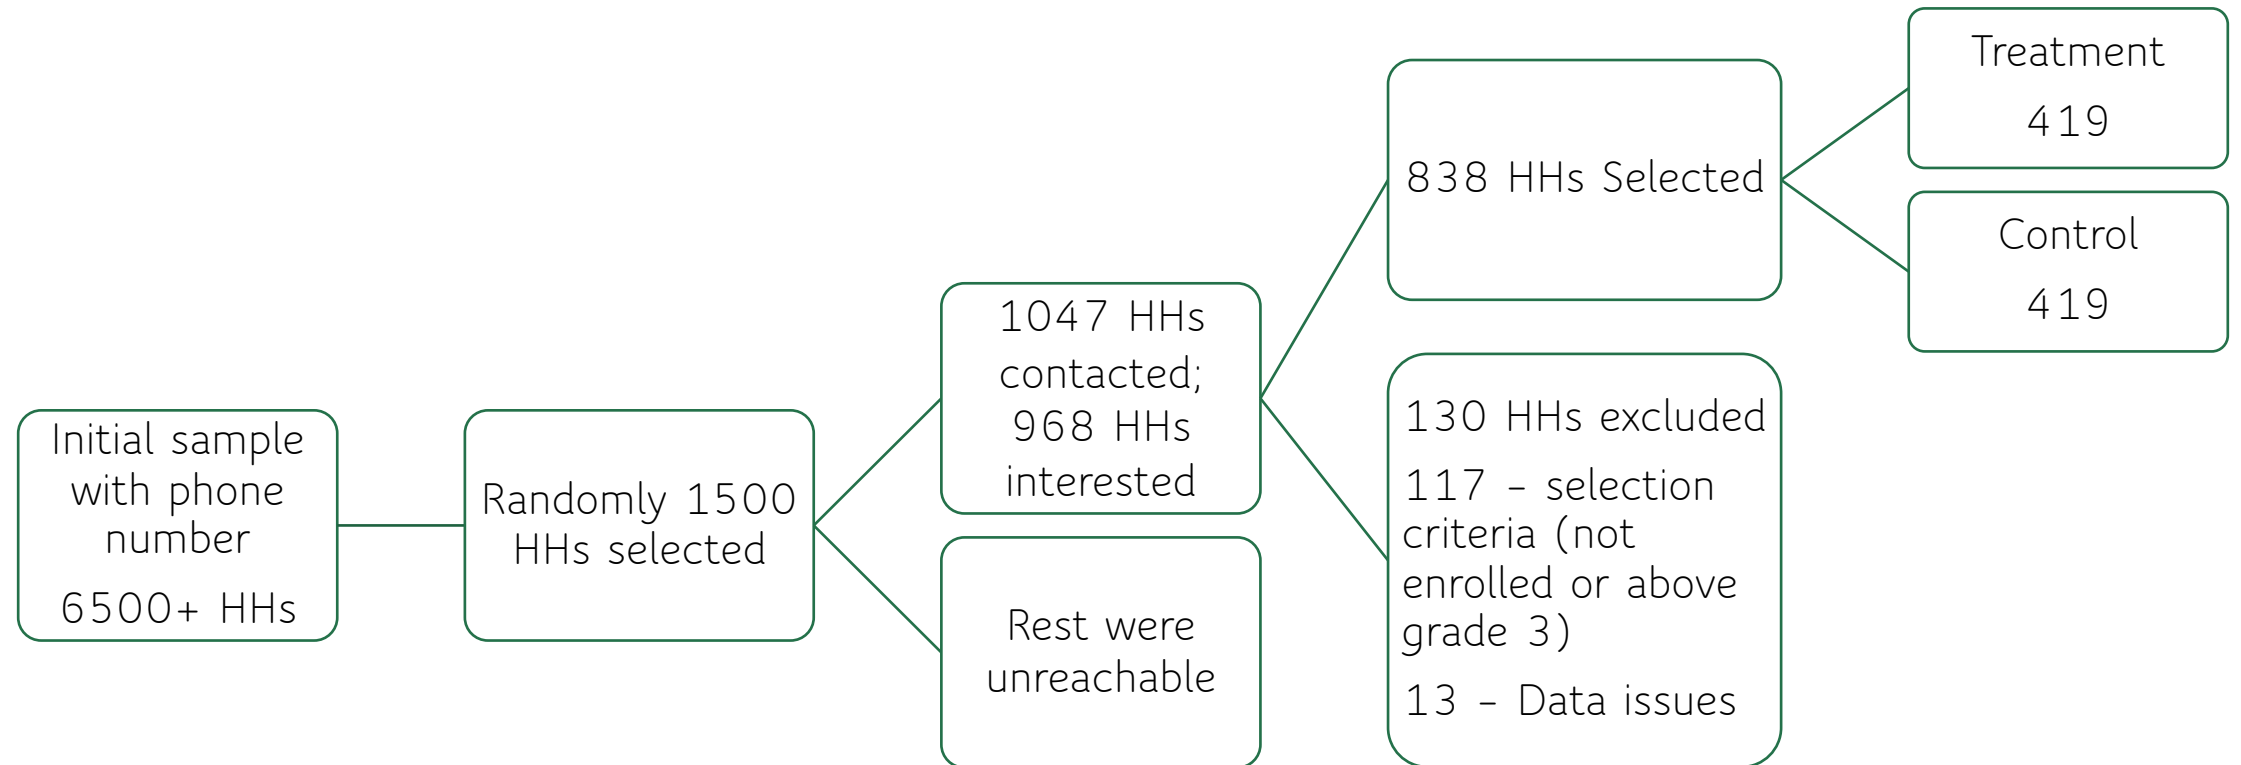 Initial sample
with phone
number
6500+ HHs
Randomly 1500
HHs selected
1047 HHs
contacted;
968 HHs
interested
Rest were
unreachable
838 HHs Selected
130 HHs excluded
117 – selection
criteria (not
enrolled or above
grade 3)
13 – Data issues
Treatment
419
Control
419